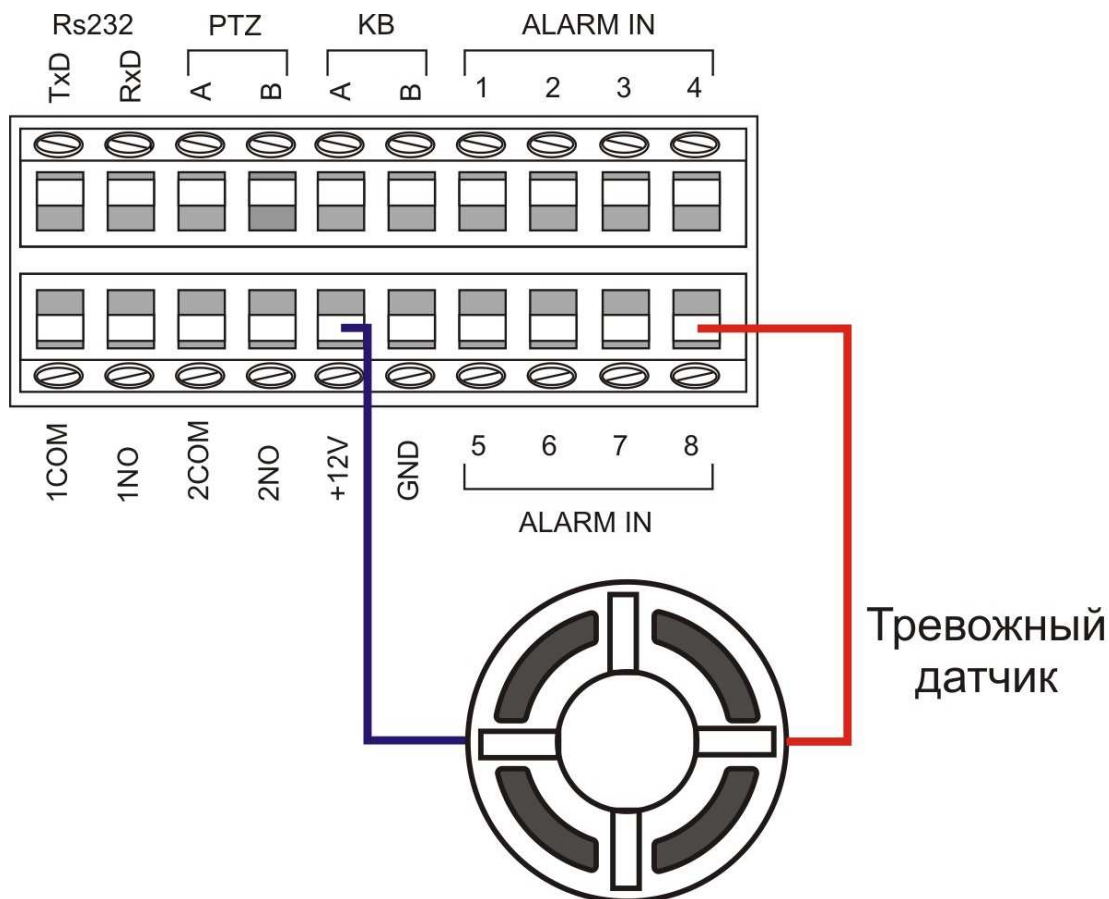 Rs232 PTZ KB ALARM IN
TxD RxD A B A B 1 2 3 4
1COM 1NO 2COM 2NO +12V GND 5 6 7 8
ALARM IN
Тревожный
датчик